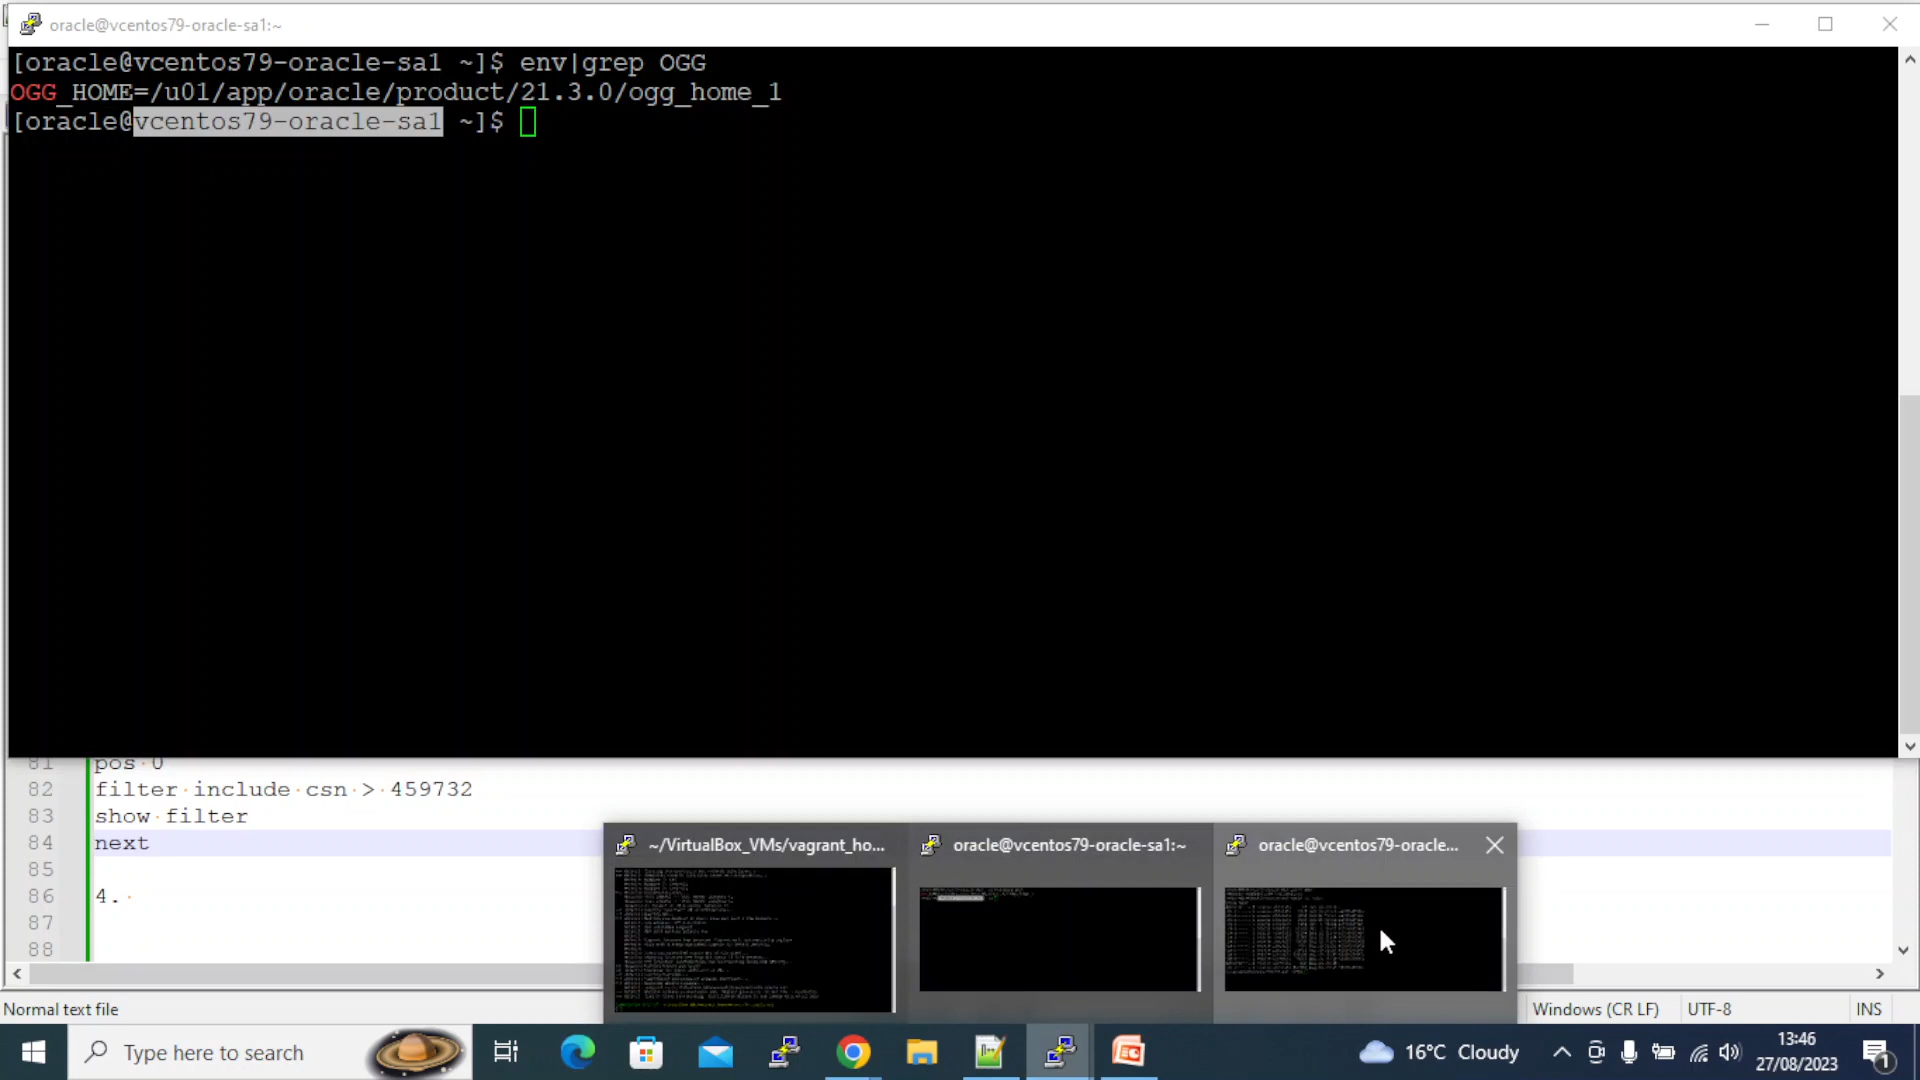 oracle@vcentos79-oracle-sa1:~
[oracle@vcentos79-oracle-sa1 ~]$ env|grep OGG
OGG_HOME=/u01/app/oracle/product/21.3.0/ogg_home_1
[oracle@vcentos79-oracle-sa1 ~]$
81 pos 0
82 filter include csn > 459732
83 show filter
84 next
85
86 4.
87
88
~/VirtualBox_VMs/vagrant_ho...
oracle@vcentos79-oracle-sa1:~
oracle@vcentos79-oracle...
Normal text file
Windows (CR LF)
UTF-8
INS
Type here to search
16°C Cloudy
13:46
27/08/2023
1